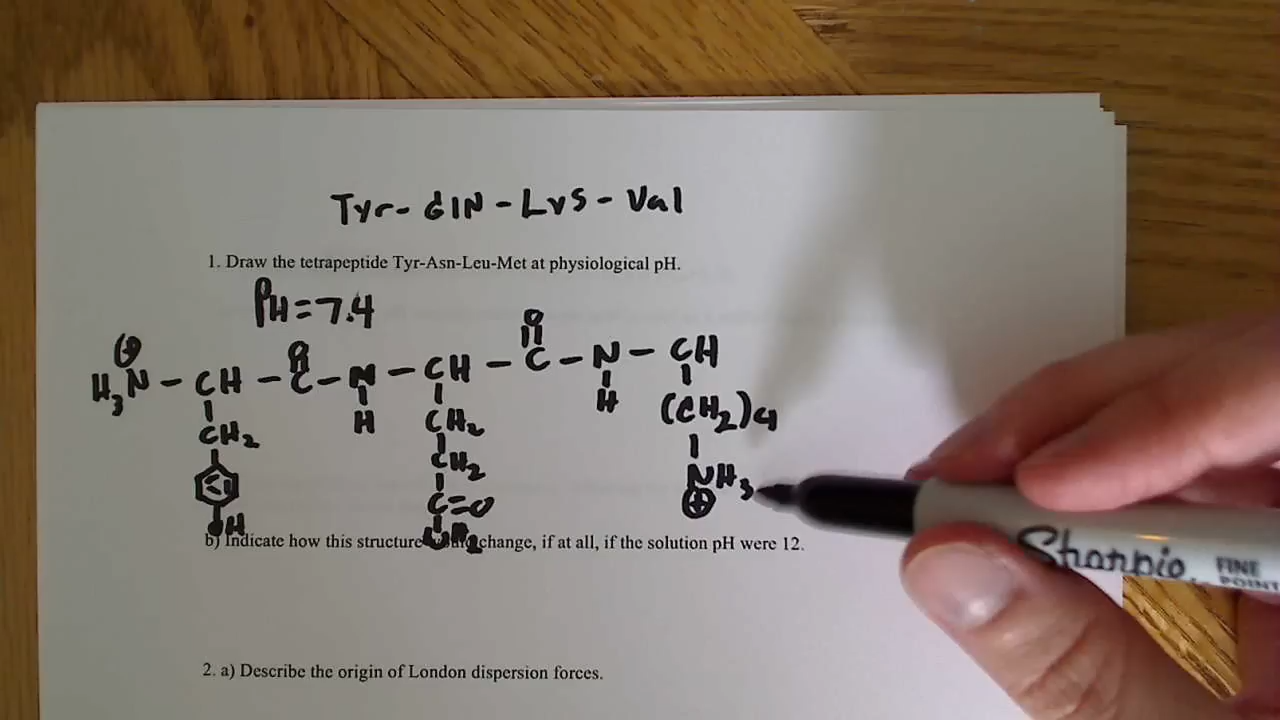 Tyr- GlN - LyS - Val
1. Draw the tetrapeptide Tyr-Asn-Leu-Met at physiological pH.
PH=7.4
H₃N⊕ - CH - C=O - N - CH - C=O - N - CH
H H (CH₂)4
CH₂ CH₂
CH₂
NH₃⊕
C=O
OH NH₂
b) Indicate how this structure would change, if at all, if the solution pH were 12.
Sharpie. FINE POINT
2. a) Describe the origin of London dispersion forces.